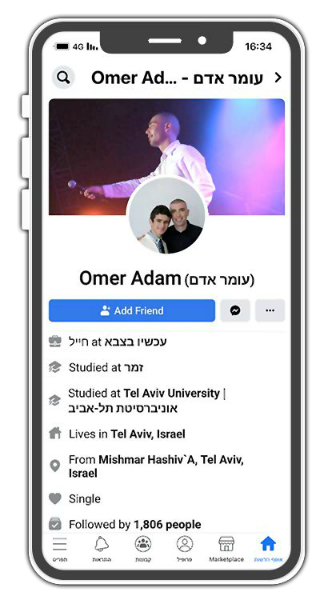 4G
16:34
Omer Ad... - עומר אדם
Omer Adam (עומר אדם)
Add Friend
חייל at עכשיו בצבא
Studied at זמר
Studied at Tel Aviv University |
אוניברסיטת תל-אביב
Lives in Tel Aviv, Israel
From Mishmar Hashiv`A, Tel Aviv,
Israel
Single
Followed by 1,806 people
תפריט התראות קבוצות פרופיל Marketplace